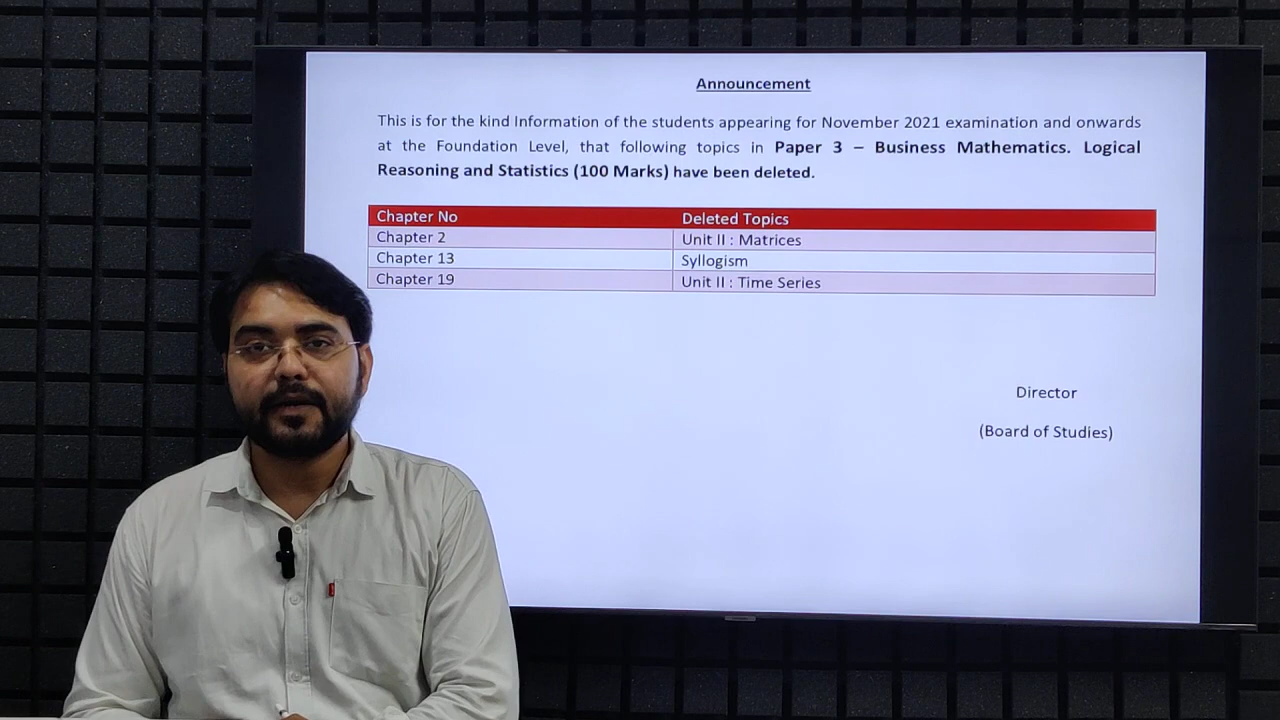 Announcement
This is for the kind Information of the students appearing for November 2021 examination and onwards
at the Foundation Level, that following topics in Paper 3 – Business Mathematics. Logical
Reasoning and Statistics (100 Marks) have been deleted.
Chapter No Deleted Topics
Chapter 2 Unit II : Matrices
Chapter 13 Syllogism
Chapter 19 Unit II : Time Series
Director
(Board of Studies)